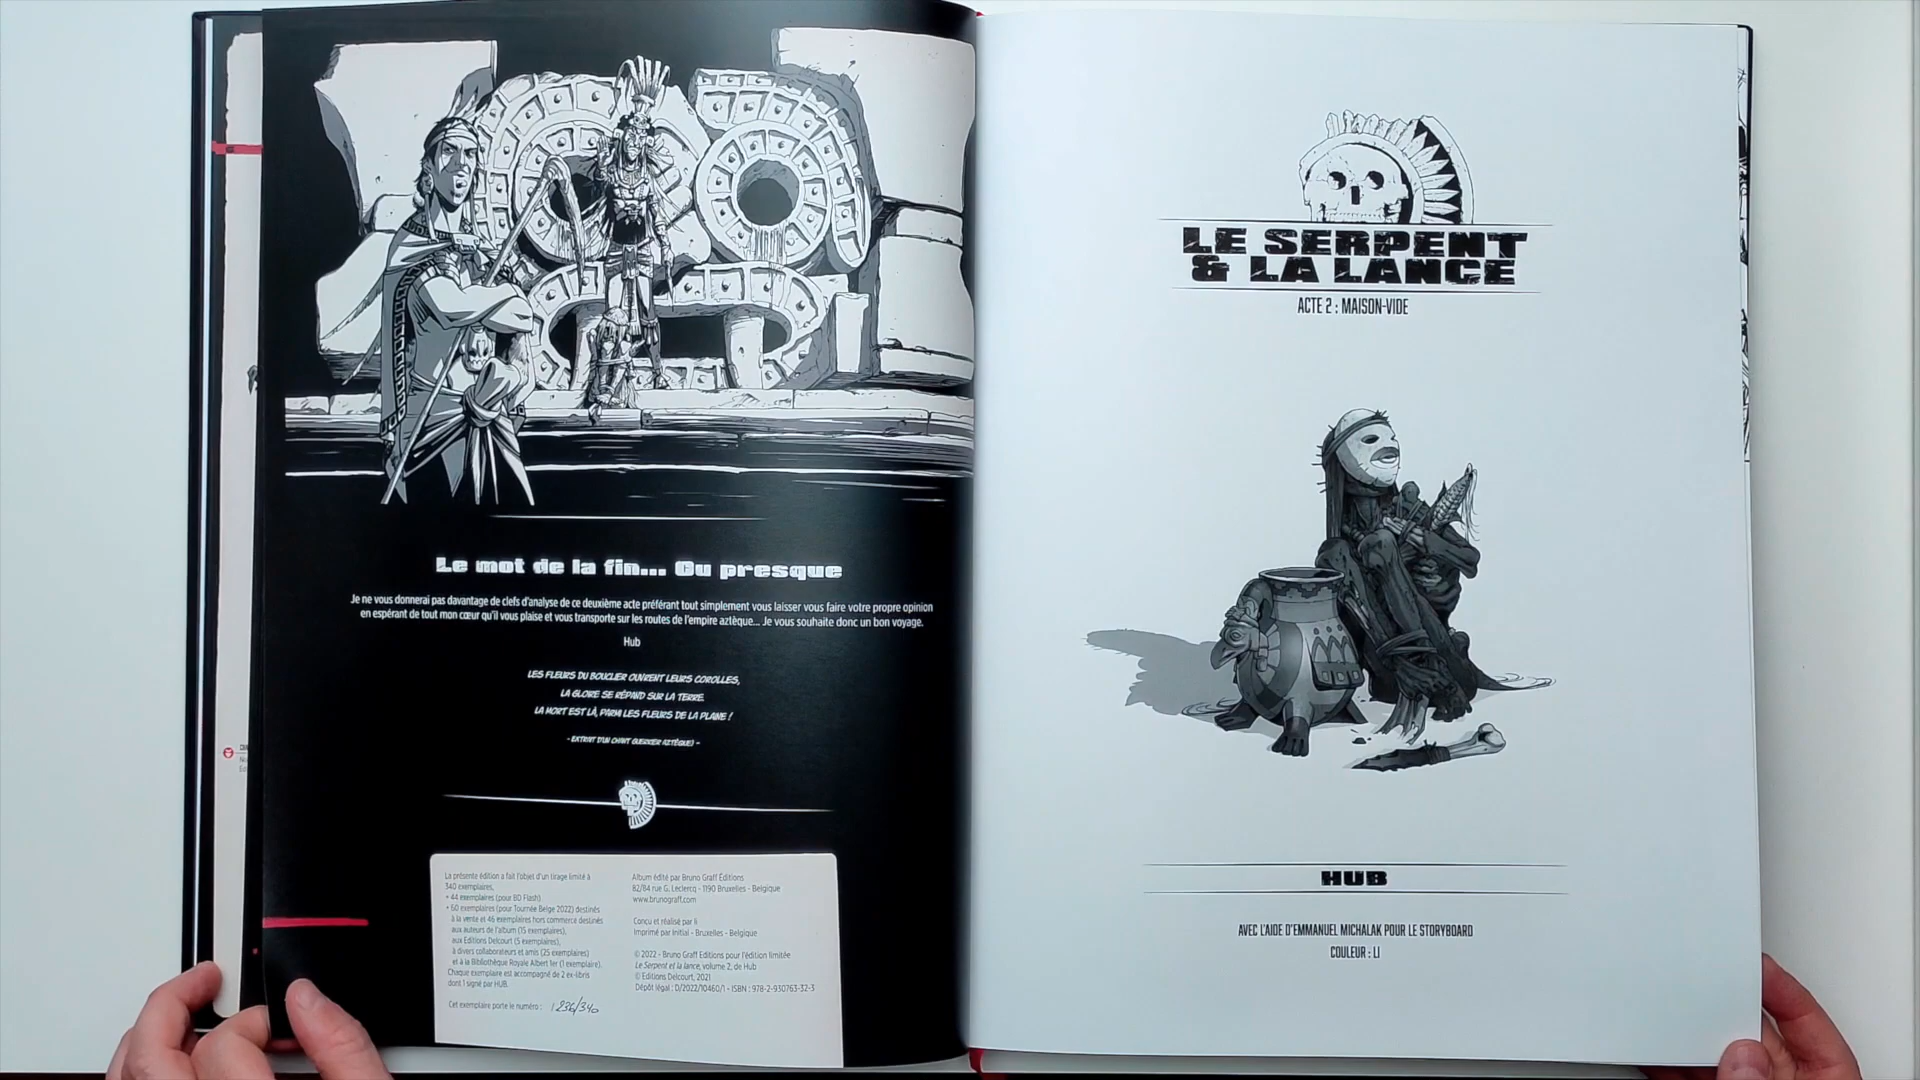 Le mot de la fin... Ou presque
Je ne vous donnerai pas davantage de clefs d'analyse de ce deuxième acte préférant tout simplement vous laisser vous faire votre propre opinion
en espérant de tout mon cœur qu'il vous plaise et vous transporte sur les routes de l'empire aztèque... Je vous souhaite donc un bon voyage.
Hub
LES FLEURS DU BOUCLIER OUVRENT LEURS COROLLES,
LA GLOIRE SE RÉPAND SUR LA TERRE.
LA MORT EST LÀ, PARMI LES FLEURS DE LA PLAINE !
- EXTRAIT D'UN CHANT GUERRIER AZTÈQUE) -
La présente édition a fait l'objet d'un tirage limité à
340 exemplaires,
• 44 exemplaires (pour BD Flash)
• 60 exemplaires (pour Tournée Belge 2022) destinés
à la vente et 46 exemplaires hors commerce destinés
aux auteurs de l'album (15 exemplaires),
aux Editions Delcourt (5 exemplaires),
à divers collaborateurs et amis (25 exemplaires)
et à la Bibliothèque Royale Albert 1er (1 exemplaire).
Chaque exemplaire est accompagné de 2 ex-libris
dont 1 signé par HUB.
Cet exemplaire porte le numéro : 236/340
Album édité par Bruno Graff Editions
82/84 rue G. Leclercq - 1190 Bruxelles - Belgique
www.brunograff.com
Concu et réalisé par
Imprimé par Initial - Bruxelles - Belgique
© 2022 - Bruno Graff Editions pour l'édition limitée
Le Serpent et la lance, volume 2, de Hub
© Editions Delcourt, 2021
Dépôt légal : D/2022/10460/1 - ISBN : 978-2-930763-32-3
LE SERPENT
& LA LANCE
ACTE 2 : MAISON-VIDE
HUB
AVEC L'AIDE D'EMMANUEL MICHALAK POUR LE STORYBOARD
COULEUR : LI